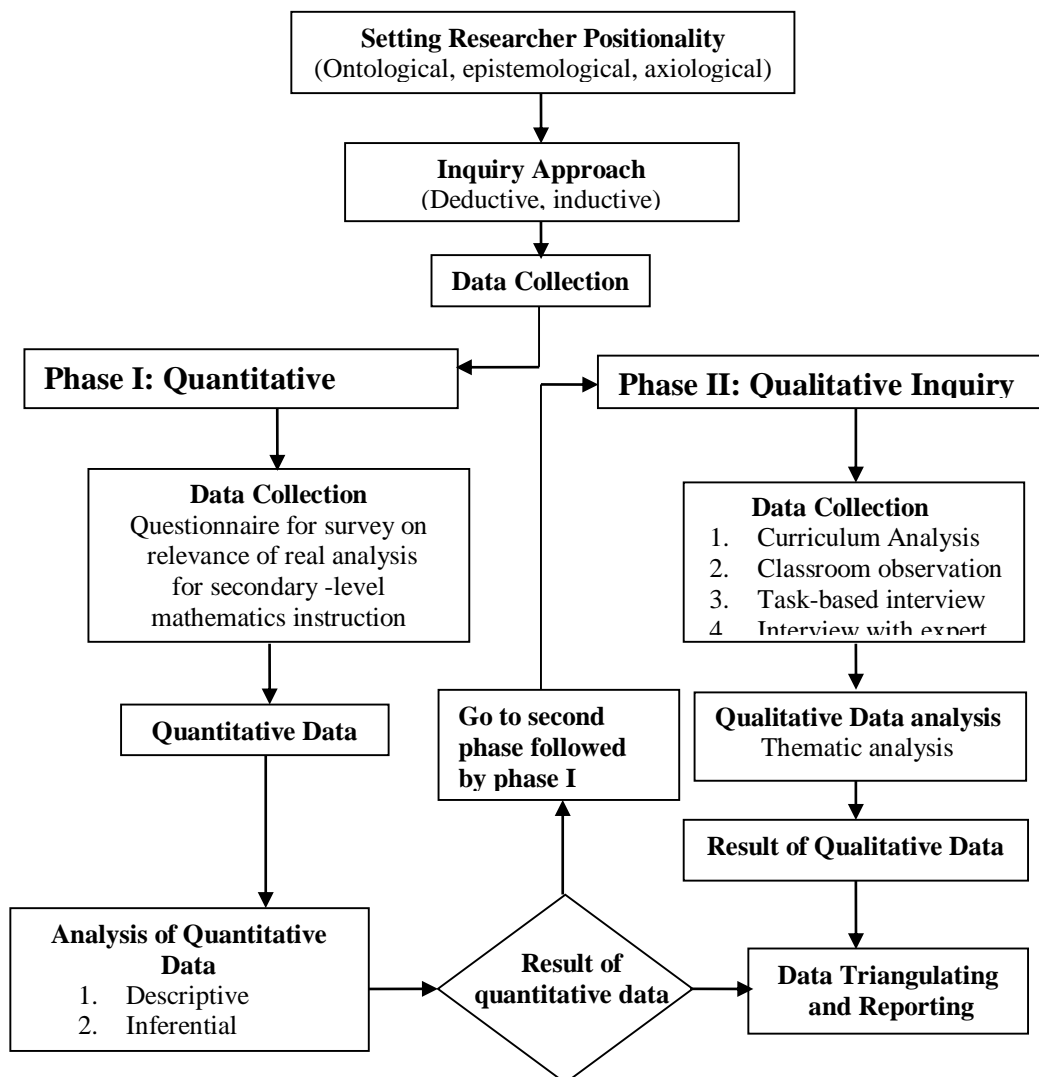 Setting Researcher Positionality
(Ontological, epistemological, axiological)
Inquiry Approach
(Deductive, inductive)
Data Collection
Phase I: Quantitative
Phase II: Qualitative Inquiry
Data Collection
Questionnaire for survey on
relevance of real analysis
for secondary -level
mathematics instruction
Data Collection
1. Curriculum Analysis
2. Classroom observation
3. Task-based interview
4. Interview with expert
Quantitative Data
Go to second
phase followed
by phase I
Qualitative Data analysis
Thematic analysis
Result of Qualitative Data
Analysis of Quantitative
Data
1. Descriptive
2. Inferential
Result of
quantitative data
Data Triangulating
and Reporting